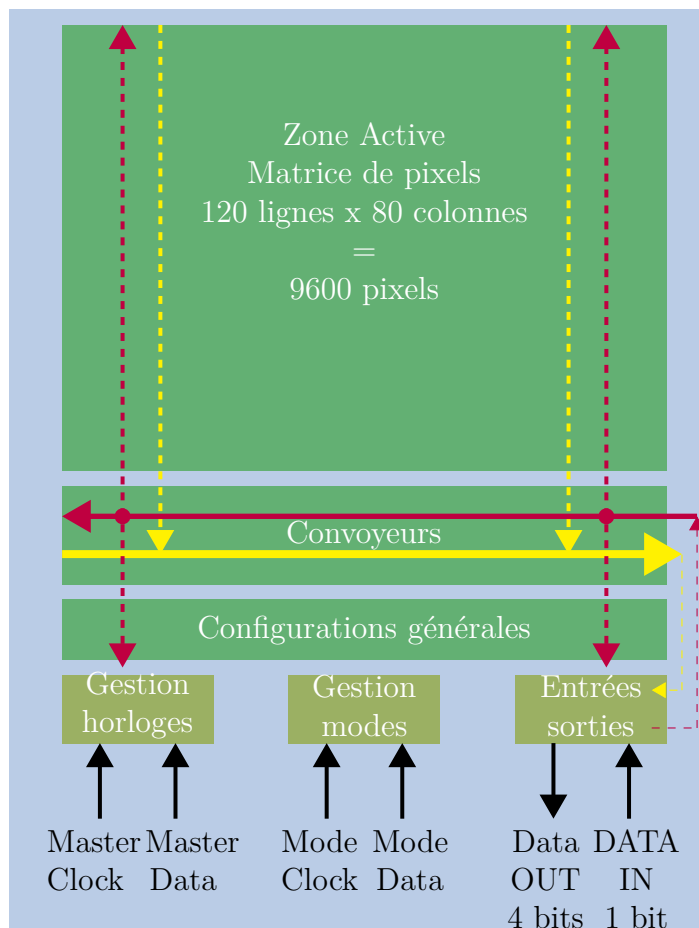 Zone Active
Matrice de pixels
120 lignes x 80 colonnes
=
9600 pixels
Convoyeurs
Configurations générales
Gestion
horloges
Gestion
modes
Entrées
sorties
Master
Clock
Master
Data
Mode
Clock
Mode
Data
Data
OUT
4 bits
DATA
IN
1 bit